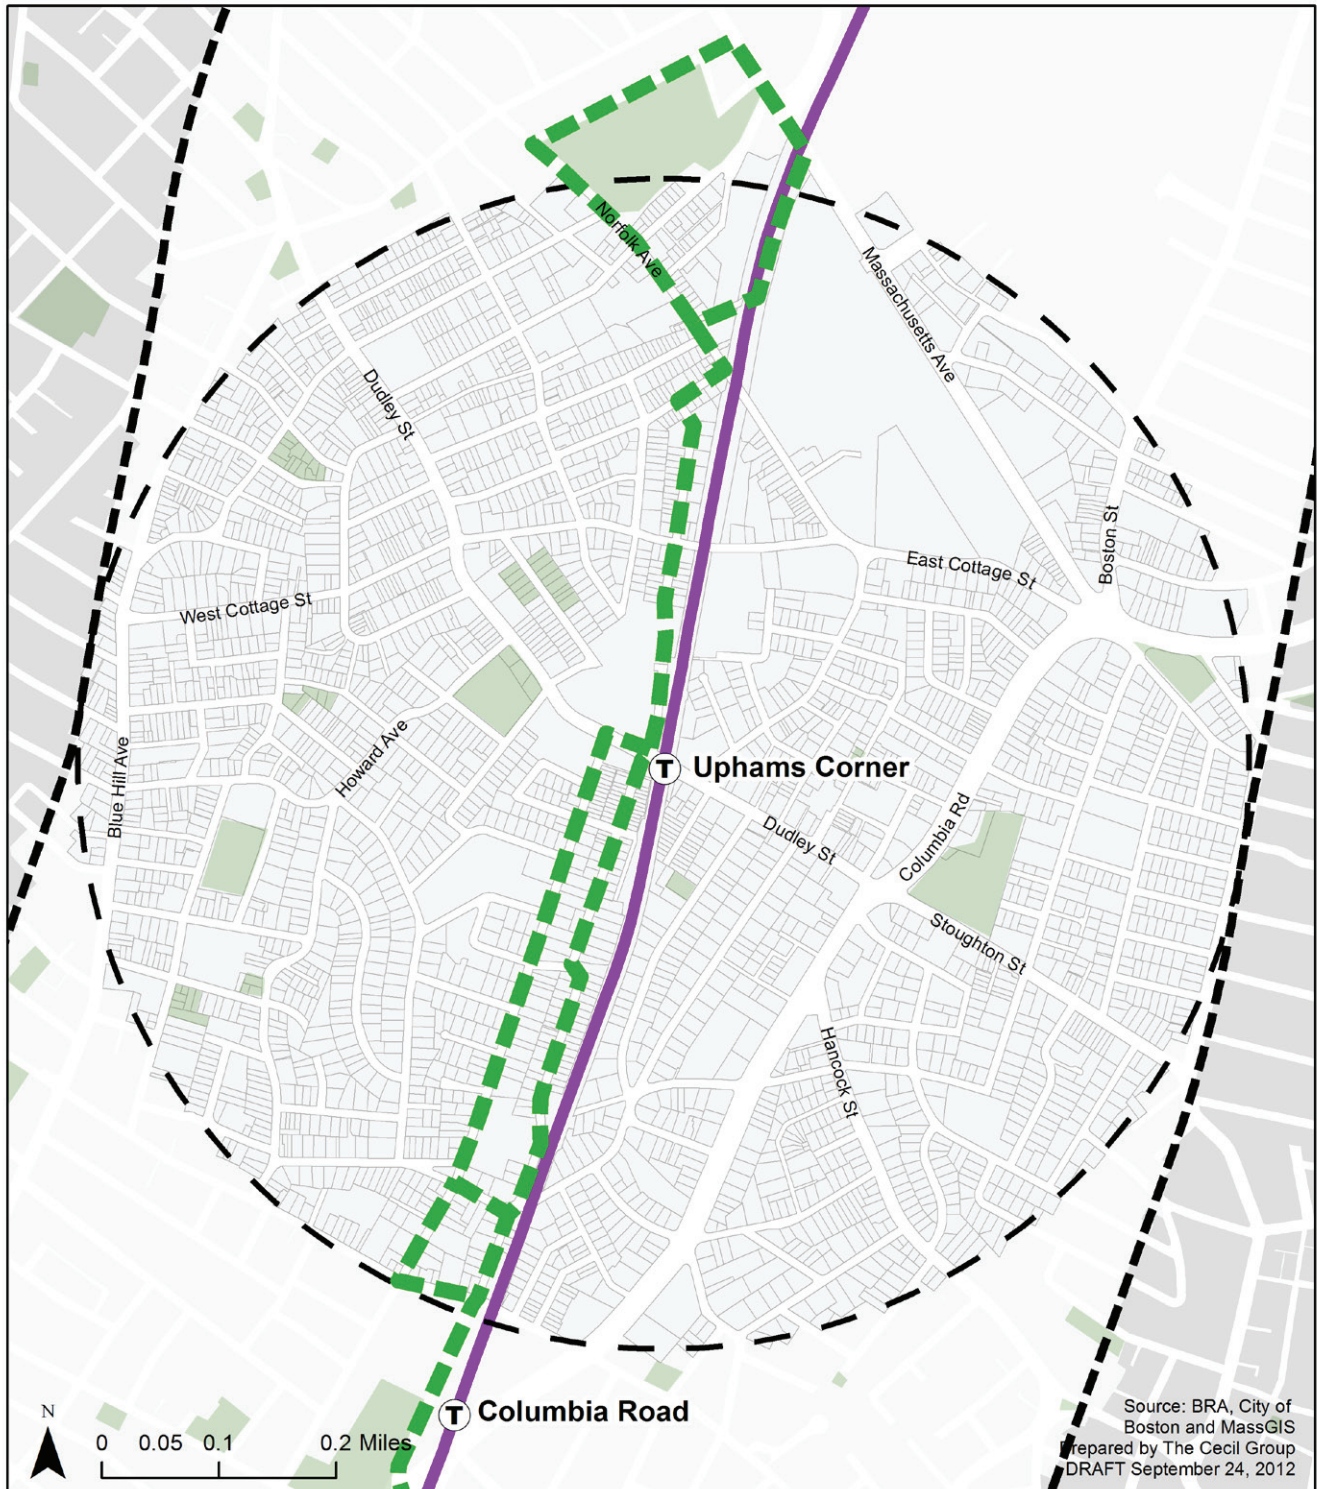 Norfolk Ave
Massachusetts Ave
Dudley St
Boston St
East Cottage St
West Cottage St
Howard Ave
Blue Hill Ave
T Uphams Corner
Columbia Rd
Dudley St
Stoughton St
Hancock St
T Columbia Road
N
0 0.05 0.1 0.2 Miles
Source: BRA, City of
Boston and MassGIS
Prepared by The Cecil Group
DRAFT September 24, 2012